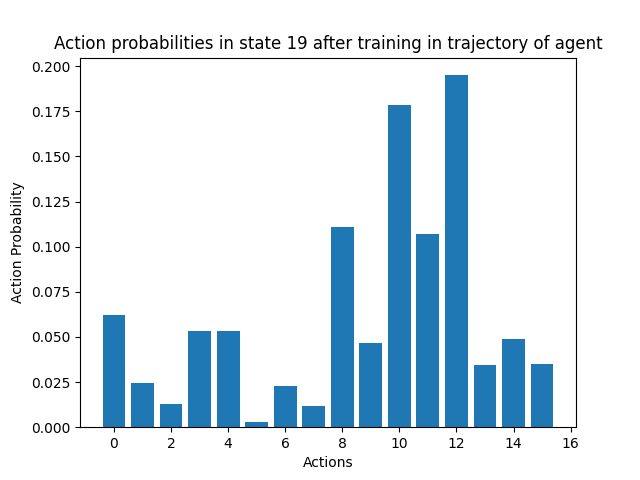 Action probabilities in state 19 after training in trajectory of agent
0.200
0.175
0.150
0.125
0.100
0.075
0.050
0.025
0.000
Action Probability
0 2 4 6 8 10 12 14 16
Actions